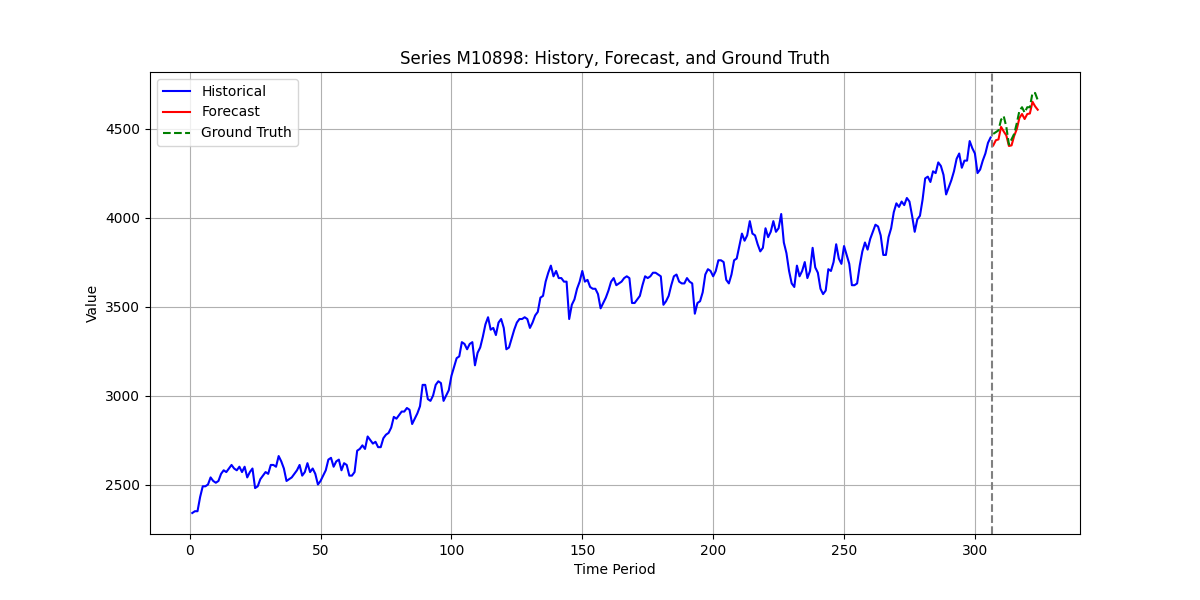 Series M10898: History, Forecast, and Ground Truth
Historical
Forecast
Ground Truth
4500
4000
3500
3000
2500
Value
0 50 100 150 200 250 300
Time Period